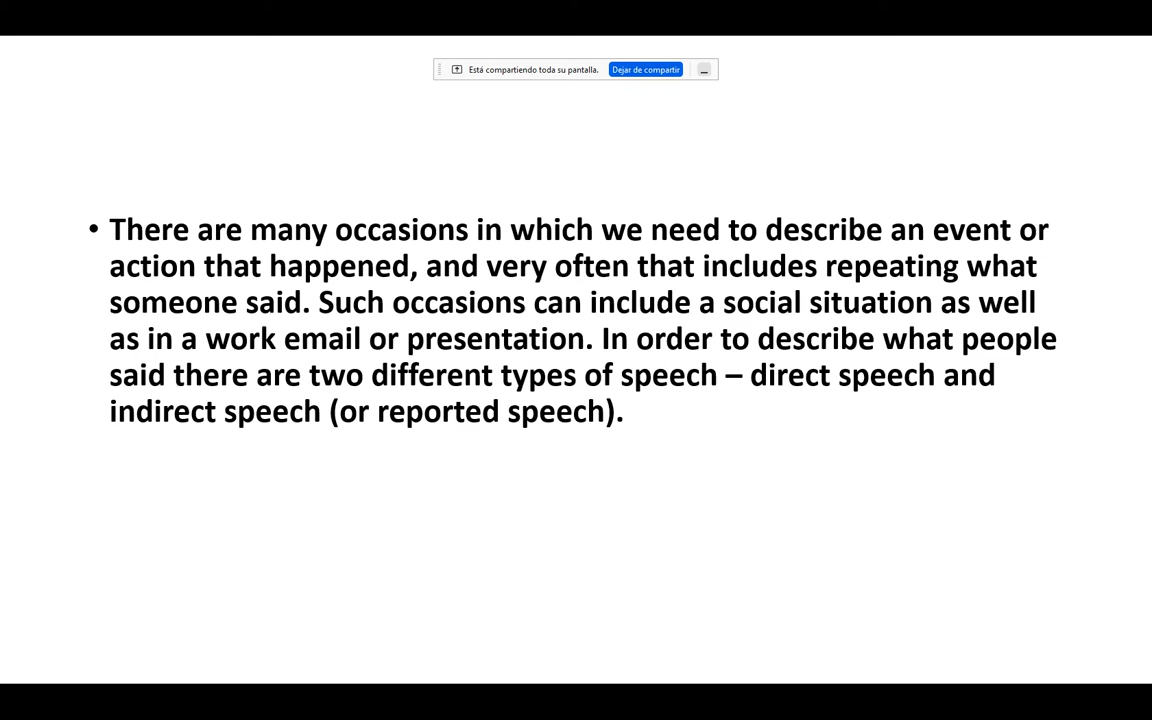 Está compartiendo toda su pantalla. Dejar de compartir
• There are many occasions in which we need to describe an event or
action that happened, and very often that includes repeating what
someone said. Such occasions can include a social situation as well
as in a work email or presentation. In order to describe what people
said there are two different types of speech – direct speech and
indirect speech (or reported speech).